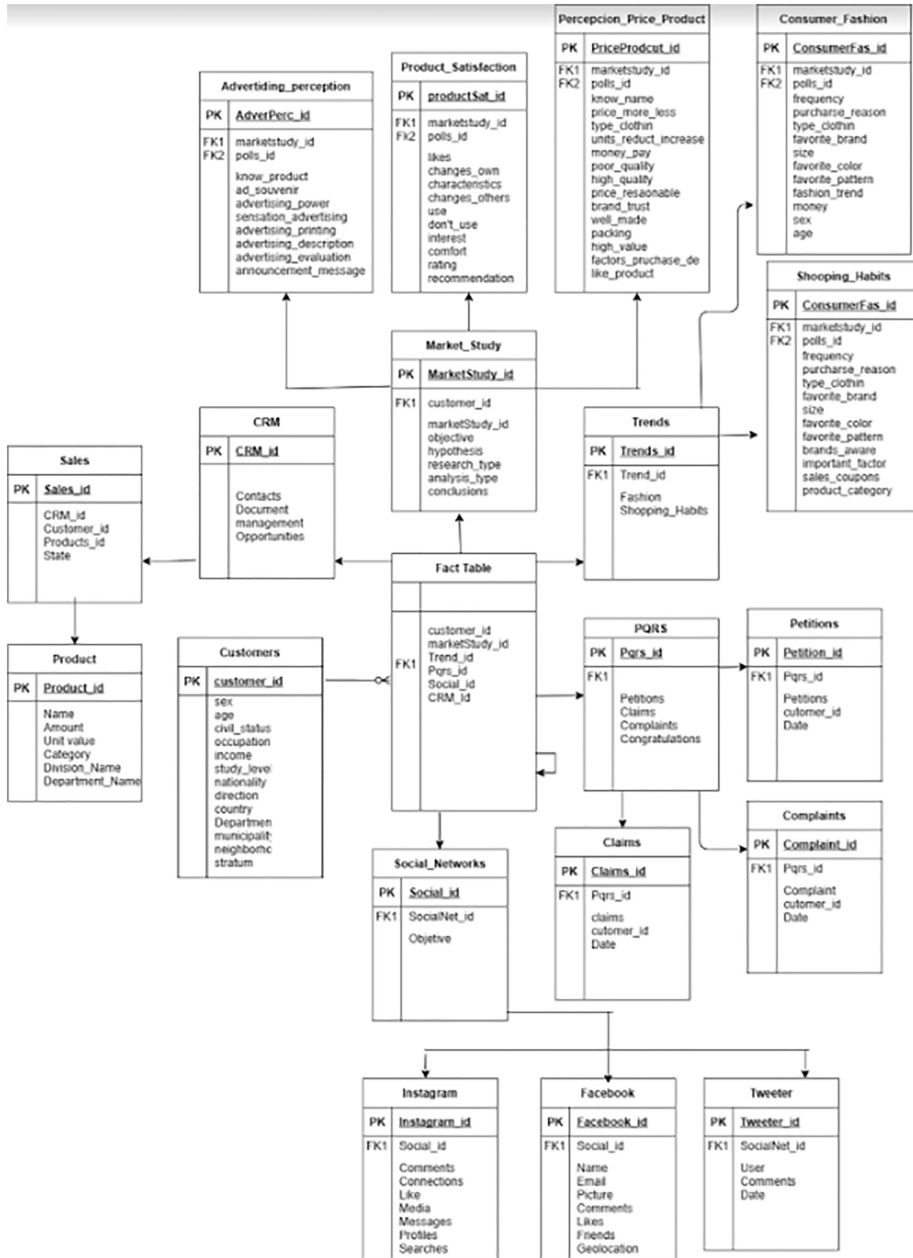 Percepcion_Price_Product
PK PriceProdcut_id
FK1 marketstudy_id
FK2 polls_id
know_name
price_more_less
type_clothin
units_reduct_increase
money_pay
poor_quality
high_quality
price_resaonable
brand_trust
well_made
packing
high_value
factors_pruchase_de
like_product
Consumer_Fashion
PK ConsumerFas_id
FK1 marketstudy_id
FK2 polls_id
frequency
purcharse_reason
type_clothin
favorite_brand
size
favorite_color
favorite_pattern
fashion_trend
money
sex
age
Product_Satisfaction
PK productSat_id
FK1 marketstudy_id
FK2 polls_id
likes
changes_own
characteristics
changes_others
use
don't_use
interest
comfort
rating
recommendation
Advertiding_perception
PK AdverPerc_id
FK1 marketstudy_id
FK2 polls_id
know_product
ad_souvenir
advertising_power
sensation_advertising
advertising_printing
advertising_description
advertising_evaluation
announcement_message
Shooping_Habits
PK ConsumerFas_id
FK1 marketstudy_id
FK2 polls_id
frequency
purcharse_reason
type_clothin
favorite_brand
size
favorite_color
favorite_pattern
brands_aware
important_factor
sales_coupons
product_category
Market_Study
PK MarketStudy_id
FK1 customer_id
marketStudy_id
objective
hypothesis
research_type
analysis_type
conclusions
CRM
PK CRM_id
Contacts
Document
management
Opportunities
Trends
PK Trends_id
FK1 Trend_id
Fashion
Shopping_Habits
Sales
PK Sales_id
CRM_id
Customer_id
Products_id
State
Fact Table
customer_id
marketStudy_id
FK1 Trend_id
Pqrs_id
Social_id
CRM_Id
PQRS
PK Pqrs_id
FK1
Petitions
Claims
Complaints
Congratulations
Petitions
PK Petition_id
FK1 Pqrs_id
Petitions
cutomer_id
Date
Customers
PK customer_id
sex
age
civil_status
occupation
income
study_level
nationality
direction
country
Departmen
municipality
neighborhc
stratum
Product
PK Product_id
Name
Amount
Unit value
Category
Division_Name
Department_Name
Complaints
PK Complaint_id
FK1 Pqrs_id
Complaint
cutomer_id
Date
Claims
PK Claims_id
FK1 Pqrs_id
claims
cutomer_id
Date
Social_Networks
PK Social_id
FK1 SocialNet_id
Objetive
Instagram
PK Instagram_id
FK1 Social_id
Comments
Connections
Like
Media
Messages
Profiles
Searches
Facebook
PK Facebook_id
FK1 Social_id
Name
Email
Picture
Comments
Likes
Friends
Geolocation
Tweeter
PK Tweeter_id
FK1 SocialNet_id
User
Comments
Date